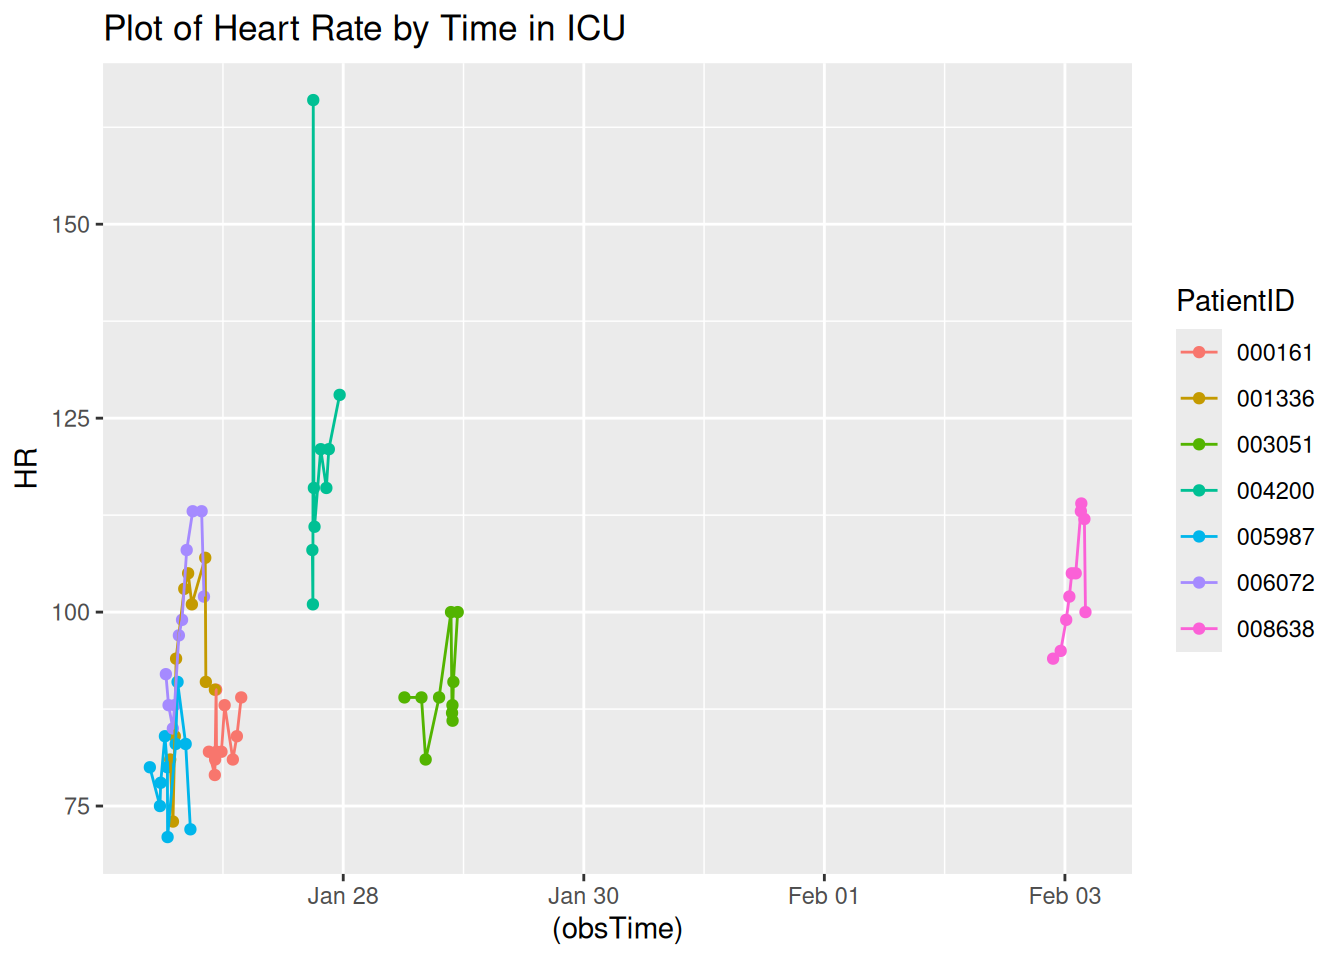 Plot of Heart Rate by Time in ICU
HR
150
125
100
75
Jan 28
Jan 30
Feb 01
Feb 03
(obsTime)
PatientID
000161
001336
003051
004200
005987
006072
008638